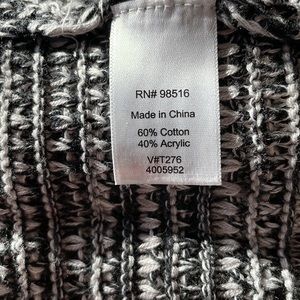 RN# 98516
Made in China
60% Cotton
40% Acrylic
V#T276
4005952